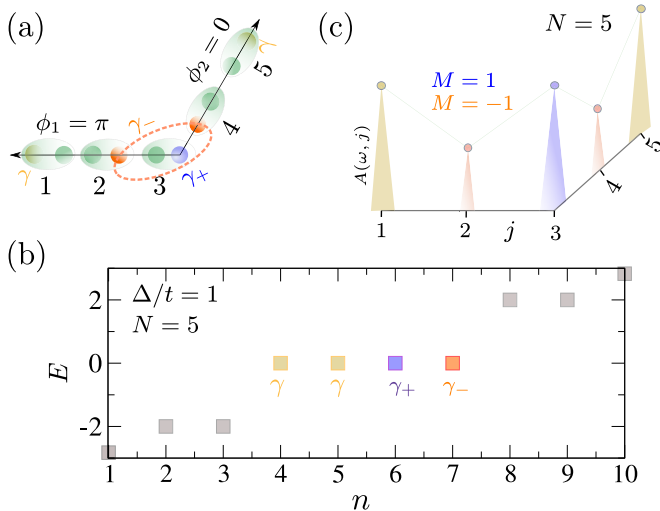 (a)
ϕ₁ = π
ϕ₂ = 0
γ
γ−
γ+
γ
1 2 3 4 5
(c)
N = 5
M = 1
M = −1
A(ω, j)
1 2 j 3 4 5
(b)
Δ/t = 1
N = 5
E
2
0
-2
γ γ γ₊ γ₋
1 2 3 4 5 6 7 8 9 10
n